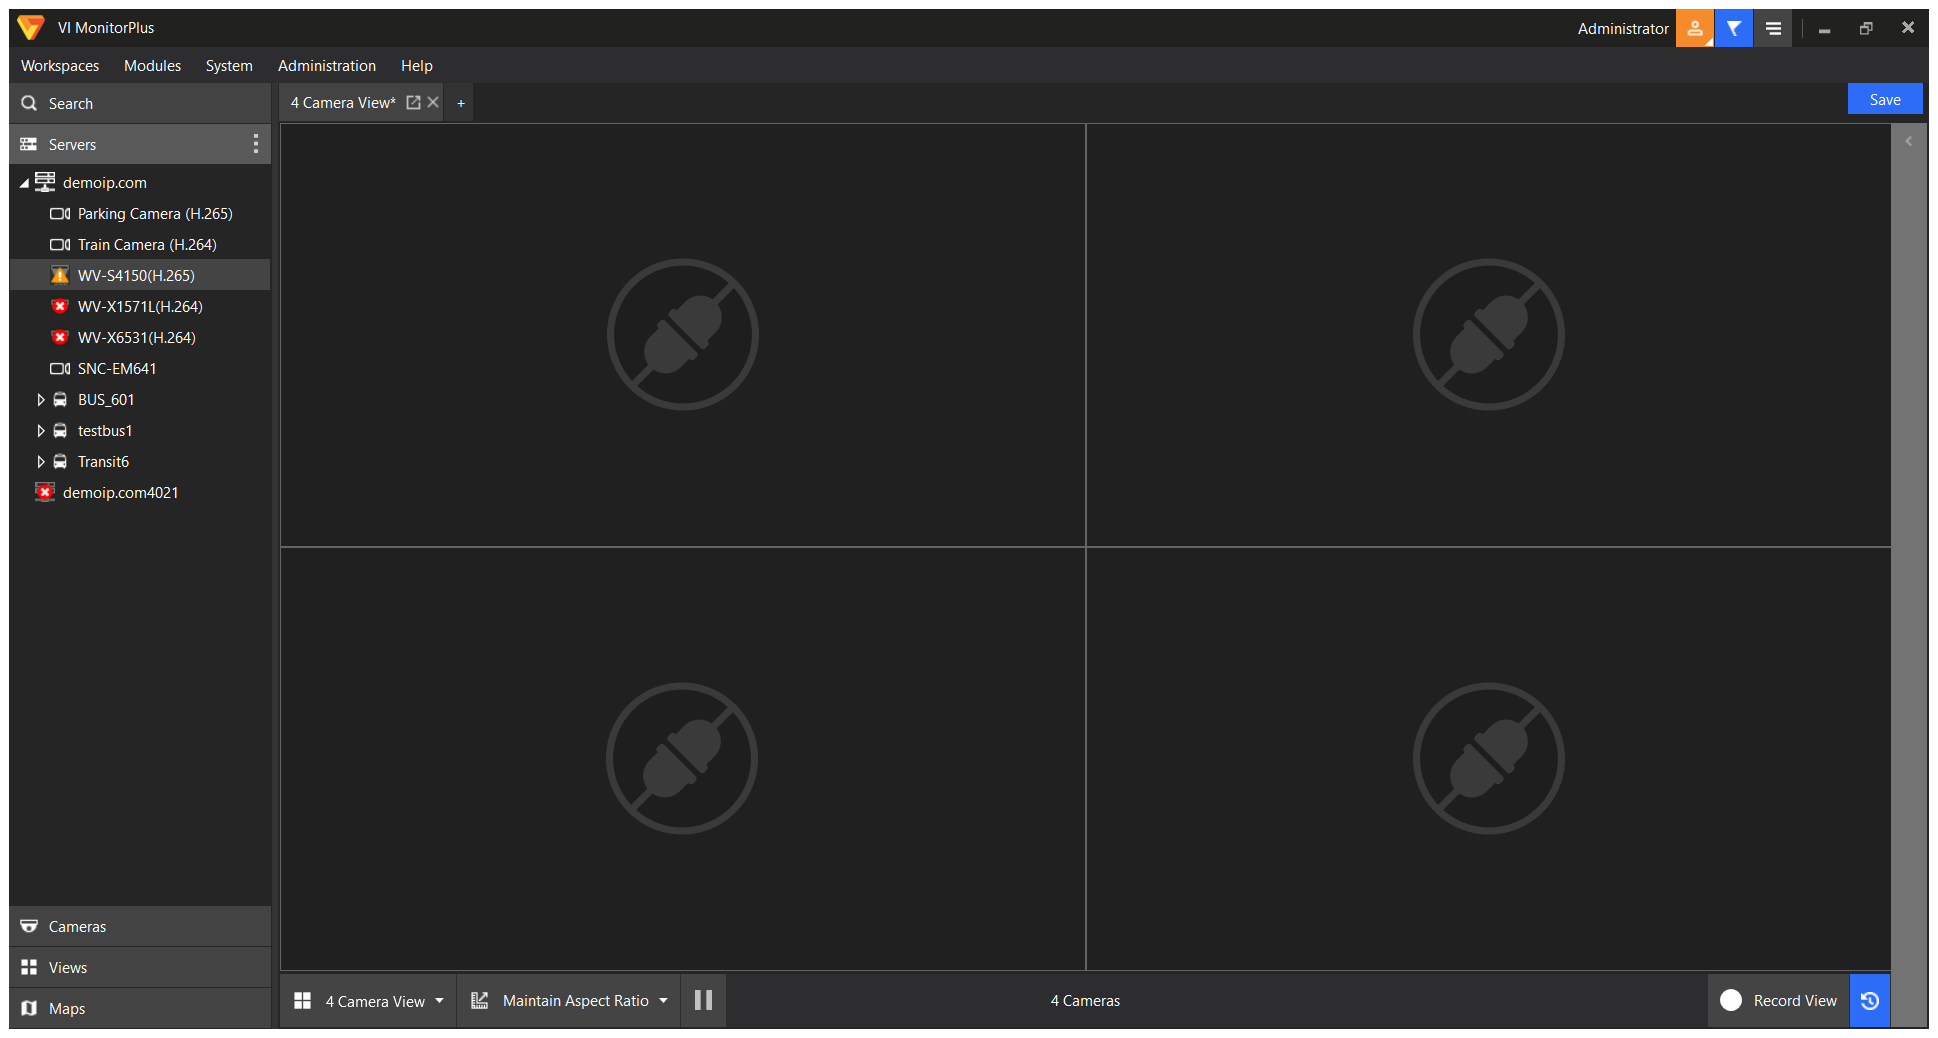 VI MonitorPlus
Administrator
Workspaces Modules System Administration Help
Search
4 Camera View* +
Save
Servers
demoip.com
Parking Camera (H.265)
Train Camera (H.264)
WV-S4150(H.265)
WV-X1571L(H.264)
WV-X6531(H.264)
SNC-EM641
BUS_601
testbus1
Transit6
demoip.com4021
Cameras
Views
Maps
4 Camera View Maintain Aspect Ratio 4 Cameras Record View